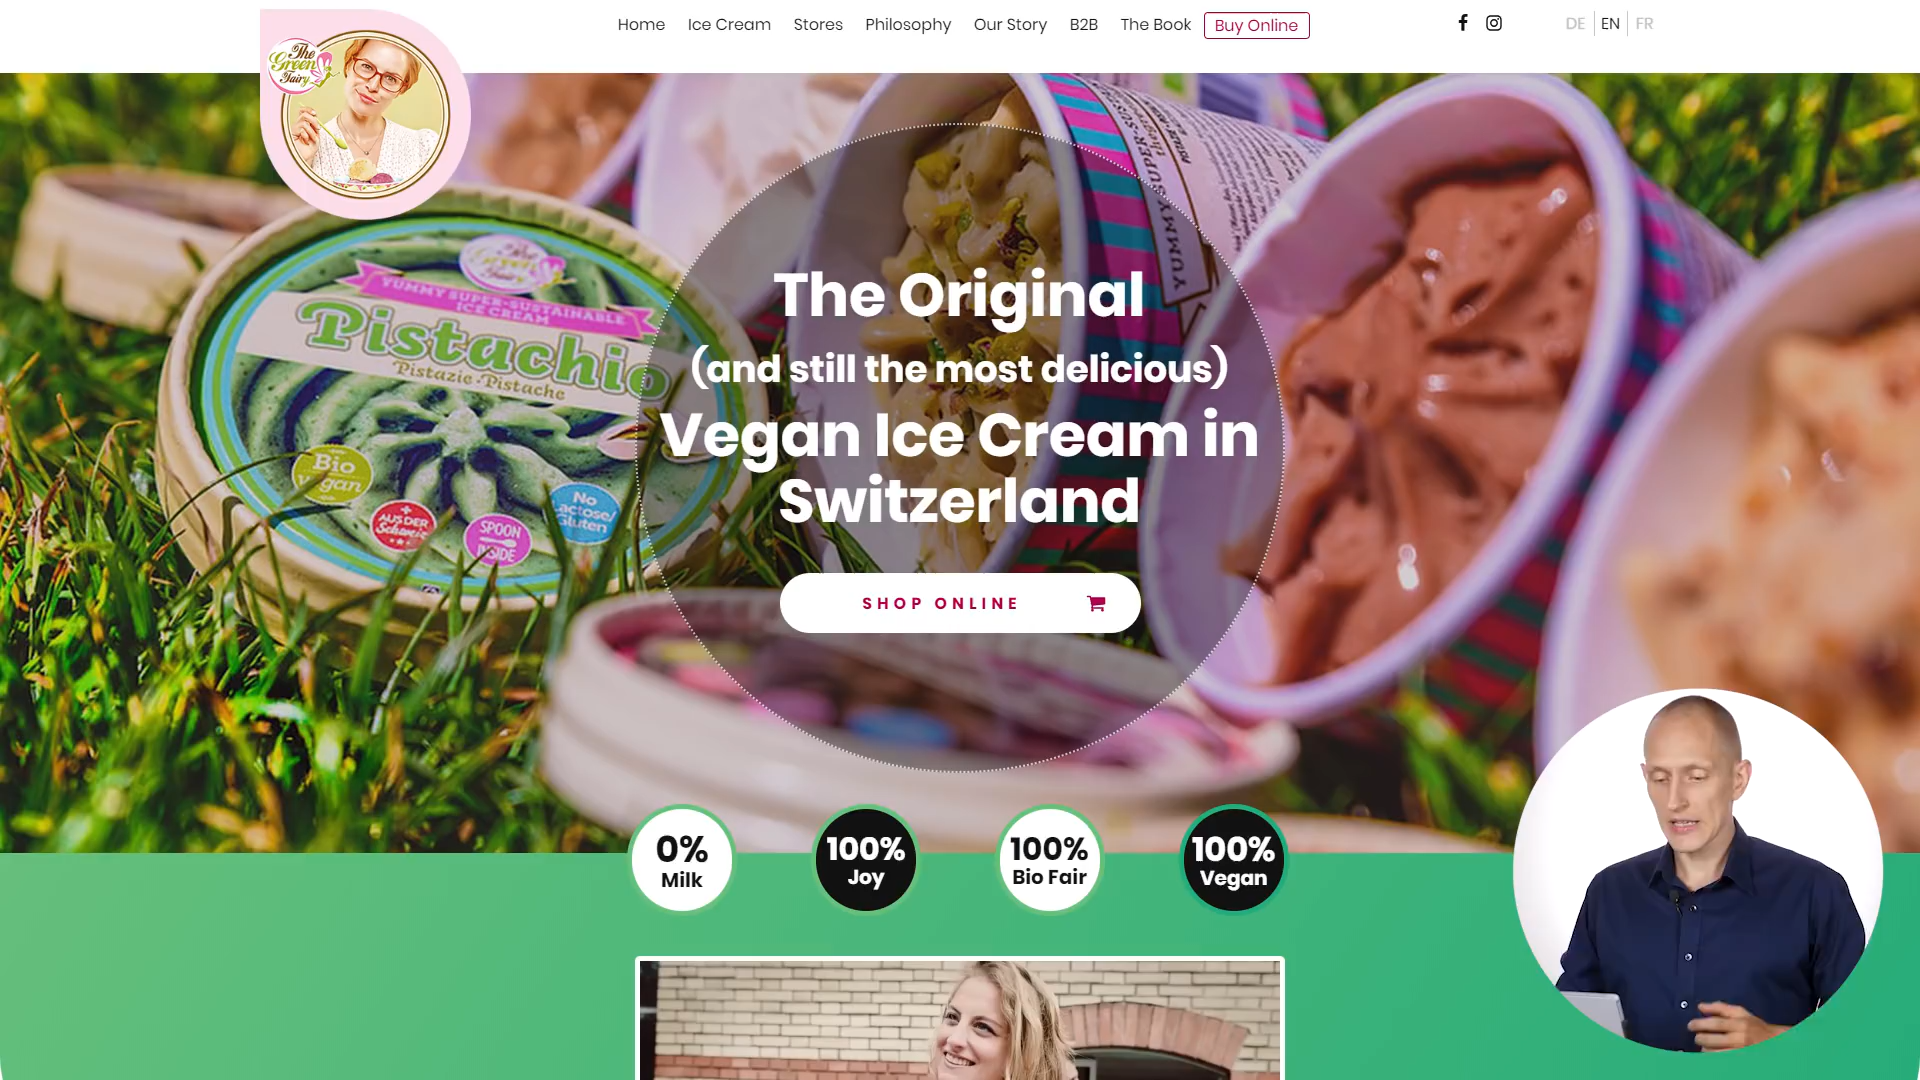 The
Green
Fairy
Home Ice Cream Stores Philosophy Our Story B2B The Book Buy Online
DE EN FR
YUMMY SUPER-SUSTAINABLE
ICE CREAM
Pistachio
Pistazie · Pistache
Bio
Vegan
AUS DER
Schweiz
SPOON
INSIDE
No
Lactose/
Gluten
YUMMY SUPER-SUS
The Original
(and still the most delicious)
Vegan Ice Cream in
Switzerland
SHOP ONLINE
0%
Milk
100%
Joy
100%
Bio Fair
100%
Vegan